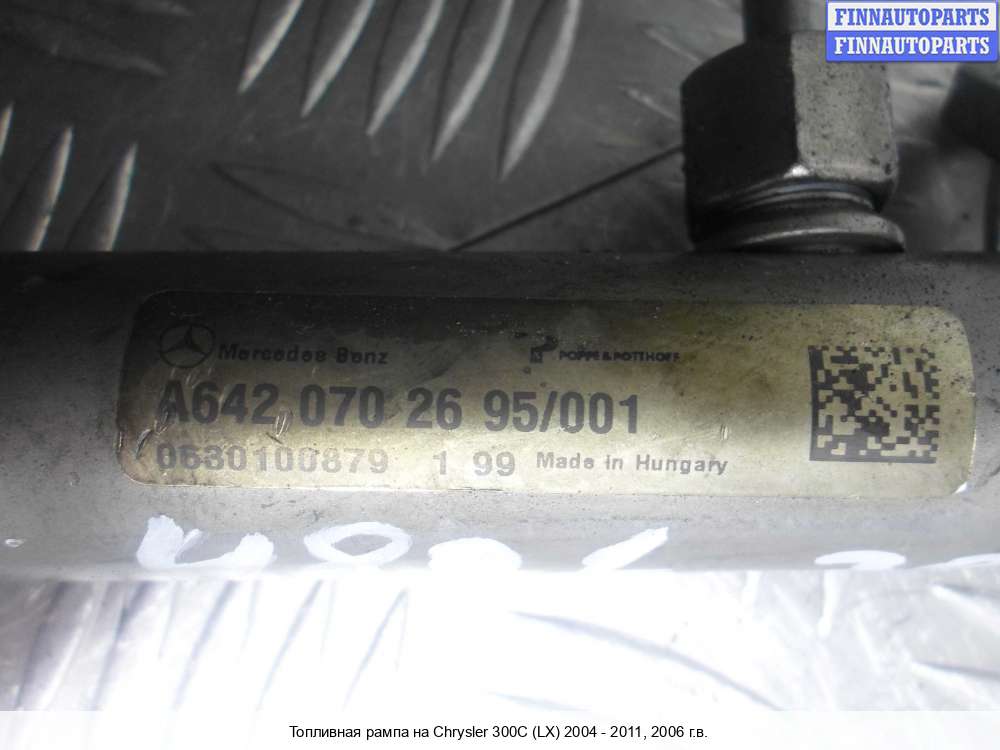 FINNAUTOPARTS
FINNAUTOPARTS
Mercedes Benz POPPE & POTTHOFF
A642 070 26 95/001
0630100879 1 99 Made in Hungary
Топливная рампа на Chrysler 300C (LX) 2004 - 2011, 2006 г.в.